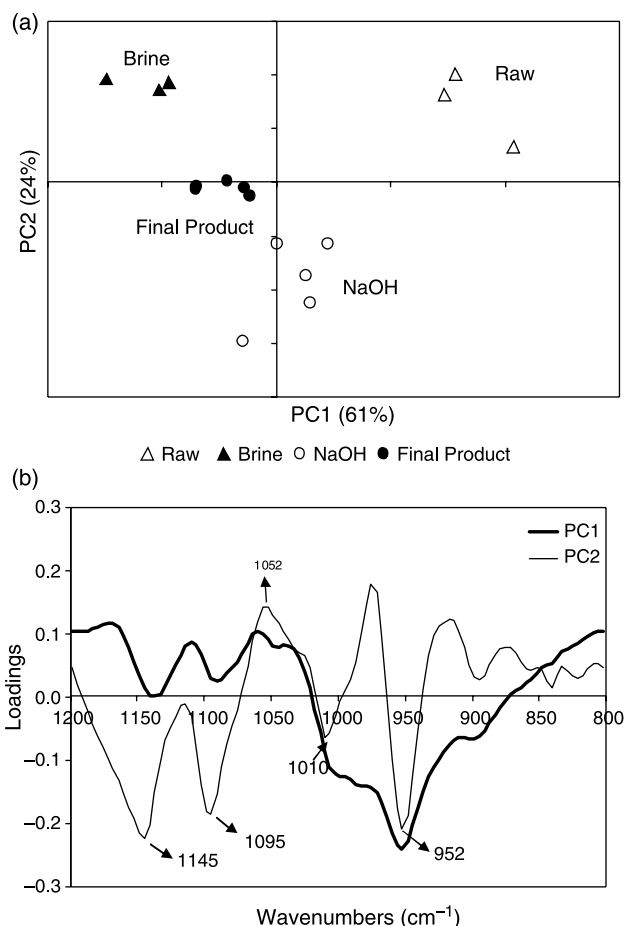 (a)
Brine
Raw
PC2 (24%)
Final Product
NaOH
PC1 (61%)
△ Raw ▲ Brine ○ NaOH ● Final Product
(b)
0.3
PC1
PC2
0.2
1052
0.1
Loadings
0.0
1200 1150 1100 1050 1000 950 900 850 800
−0.1
1010
−0.2
1145
1095
952
−0.3
Wavenumbers (cm⁻¹)